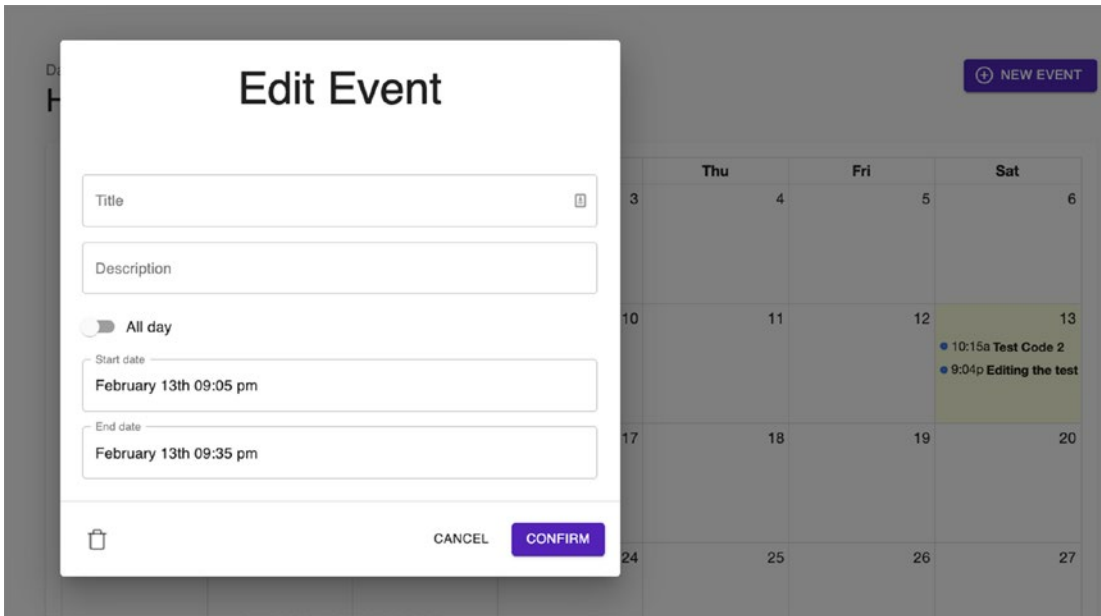 Da
H
NEW EVENT
Edit Event
Title
Description
All day
Start date
February 13th 09:05 pm
End date
February 13th 09:35 pm
CANCEL
CONFIRM
Thu Fri Sat
3 4 5 6
10 11 12 13
10:15a Test Code 2
9:04p Editing the test
17 18 19 20
24 25 26 27